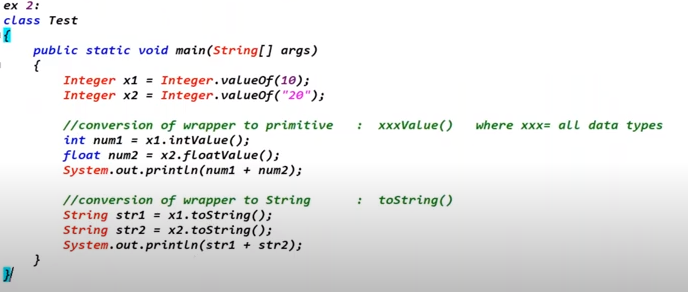 ex 2:
class Test
{
public static void main(String[] args)
{
Integer x1 = Integer.valueOf(10);
Integer x2 = Integer.valueOf("20");
//conversion of wrapper to primitive : xxxValue() where xxx= all data types
int num1 = x1.intValue();
float num2 = x2.floatValue();
System.out.println(num1 + num2);
//conversion of wrapper to String : toString()
String str1 = x1.toString();
String str2 = x2.toString();
System.out.println(str1 + str2);
}
}